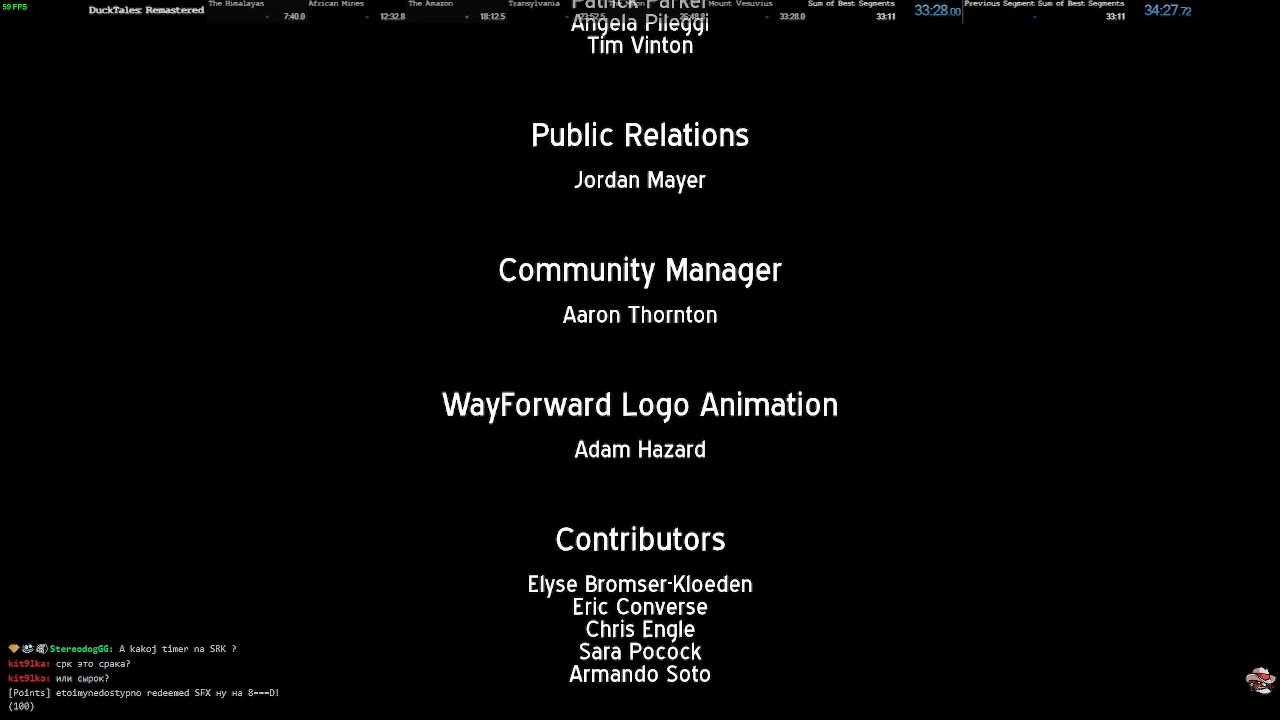 59 FPS
DuckTales Remastered
The Himalayas
7:40.0
African Mines
12:32.8
The Amazon
18:12.5
Transylvania
Mount Vesuvius
33:28.0
Sum of Best Segments
33:11
33:28.00
Previous Segment Sum of Best Segments
33:11
34:27.72
Patrick Parker
Angela Pileggi
Tim Vinton
Public Relations
Jordan Mayer
Community Manager
Aaron Thornton
WayForward Logo Animation
Adam Hazard
Contributors
Elyse Bromser-Kloeden
Eric Converse
Chris Engle
Sara Pocock
Armando Soto
StereodogGG: A kakoj timer na SRK ?
kit91ka: срк это срака?
kit91ka: или сырок?
[Points] etoimynedostypno redeemed SFX ну на 8===D!
(100)